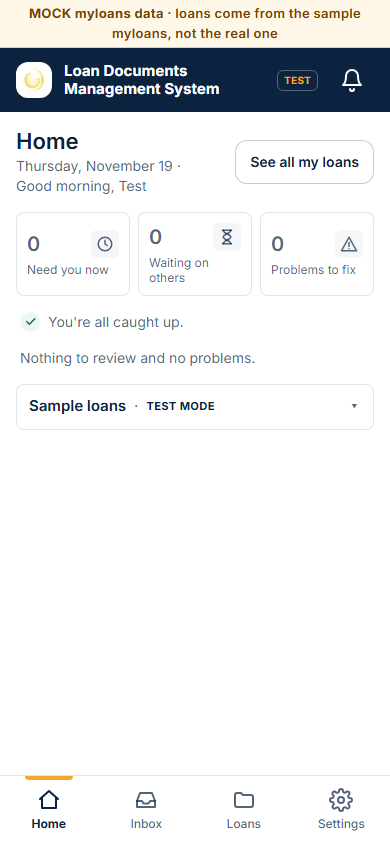 MOCK myloans data · loans come from the sample
myloans, not the real one
Loan Documents
Management System
TEST
Home
Thursday, November 19 ·
Good morning, Test
See all my loans
0
Need you now
0
Waiting on
others
0
Problems to fix
You're all caught up.
Nothing to review and no problems.
Sample loans · TEST MODE
Home
Inbox
Loans
Settings